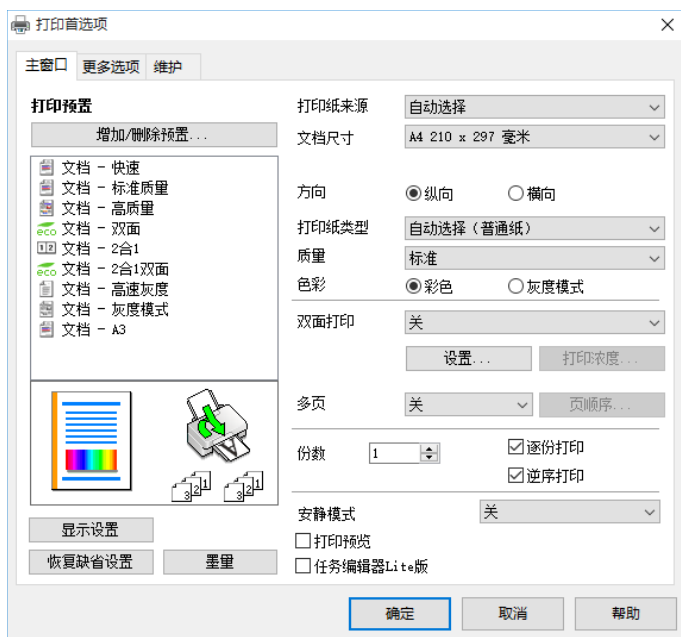 打印首选项
主窗口 更多选项 维护
打印预置
增加/删除预置...
文档 - 快速
文档 - 标准质量
文档 - 高质量
eco 文档 - 双面
12 文档 - 2合1
eco 文档 - 2合1双面
文档 - 高速灰度
文档 - 灰度模式
文档 - A3
3 2 1 3 2 1
显示设置
恢复缺省设置 墨量
打印纸来源 自动选择
文档尺寸 A4 210 x 297 毫米
方向 纵向 横向
打印纸类型 自动选择（普通纸）
质量 标准
色彩 彩色 灰度模式
双面打印 关
设置... 打印浓度...
多页 关 页顺序...
份数 1 逐份打印
逆序打印
安静模式 关
打印预览
任务编辑器Lite版
确定 取消 帮助